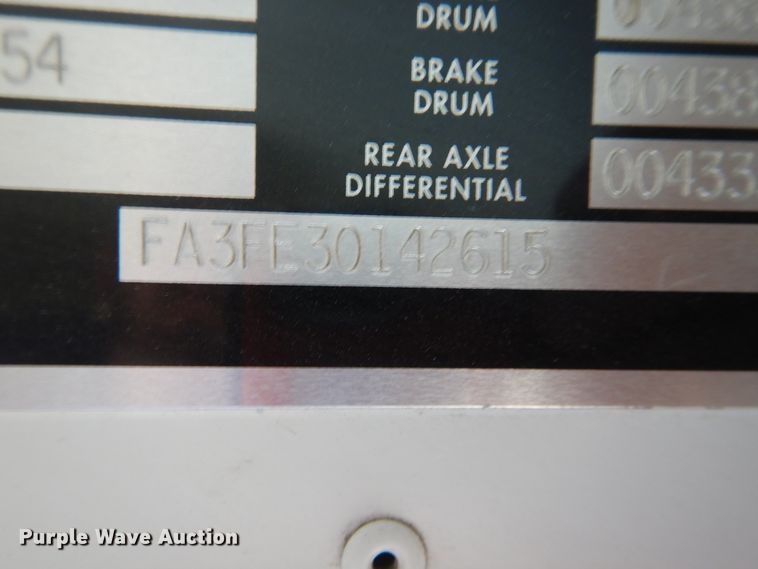 DRUM
54
BRAKE
DRUM
00438
REAR AXLE
DIFFERENTIAL
00433
FA3FE30142615
Purple Wave Auction